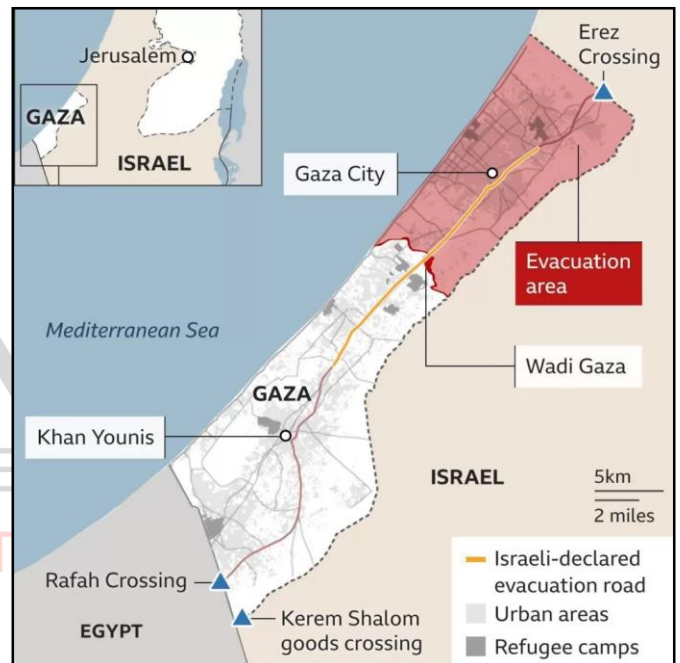 Jerusalem
GAZA
ISRAEL
Erez
Crossing
Gaza City
Evacuation
area
Mediterranean Sea
Wadi Gaza
GAZA
Khan Younis
ISRAEL
5km
2 miles
Rafah Crossing
EGYPT
Kerem Shalom
goods crossing
Israeli-declared
evacuation road
Urban areas
Refugee camps